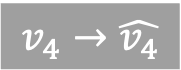 v₄ → v̂₄